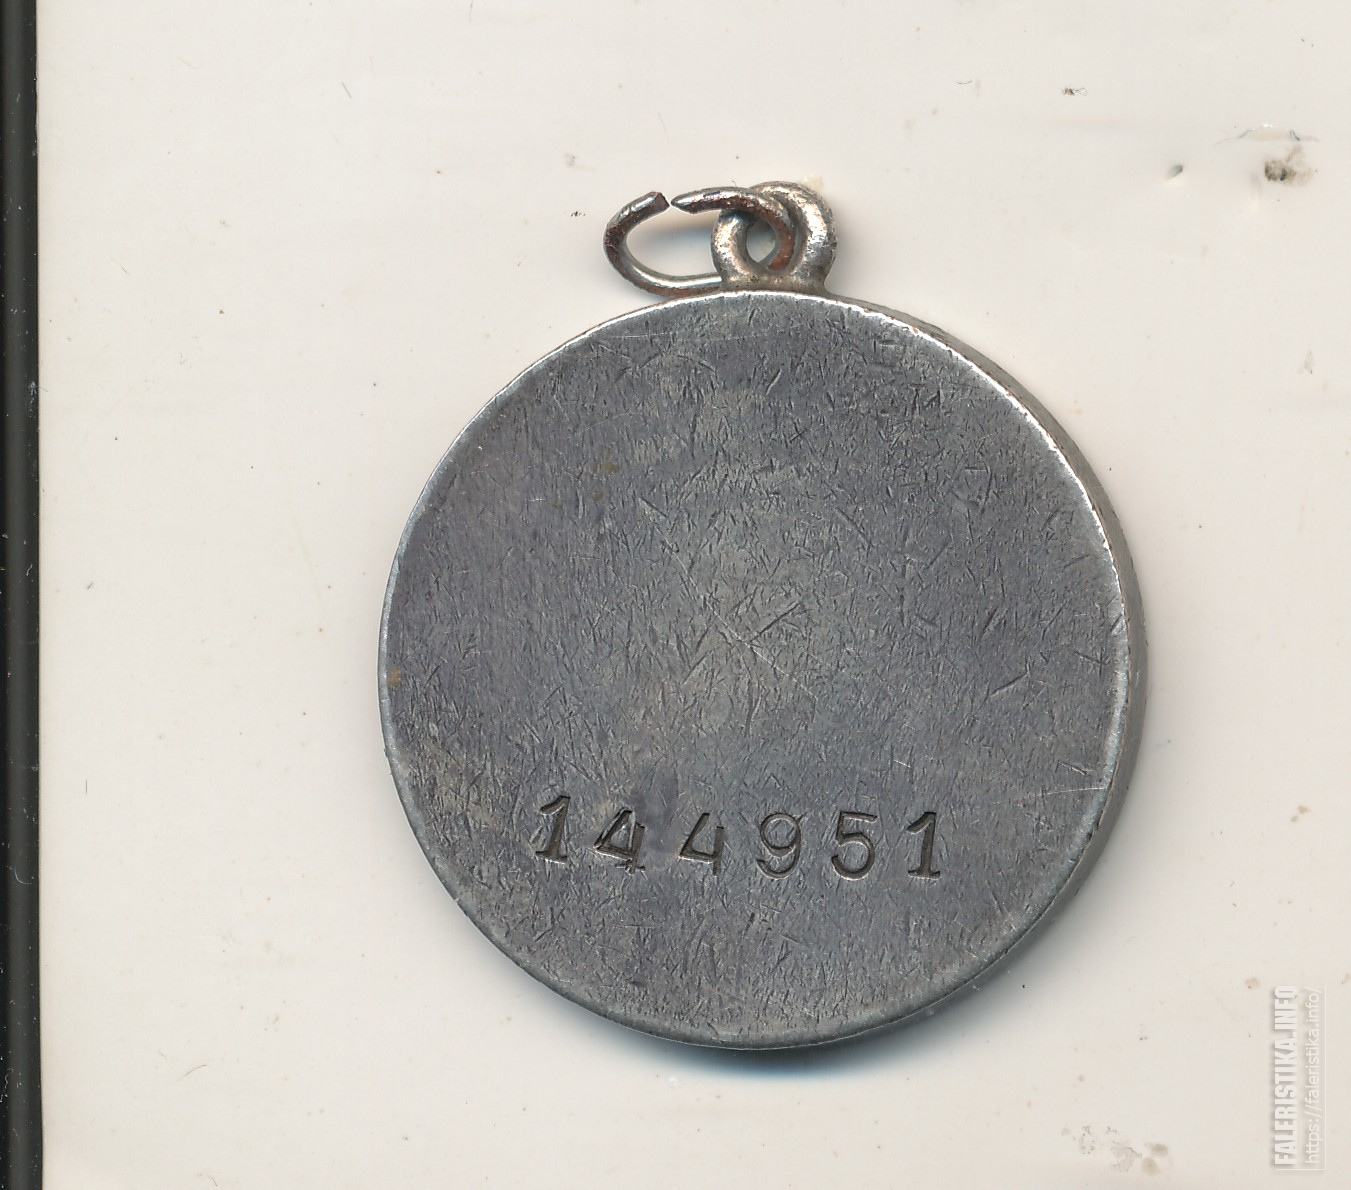 144951
FALERISTIKA.INFO
https://faleristika.info/